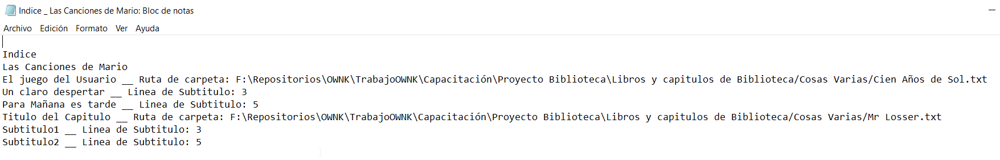 Indice _ Las Canciones de Mario: Bloc de notas
Archivo Edición Formato Ver Ayuda
Indice
Las Canciones de Mario
El juego del Usuario __ Ruta de carpeta: F:\Repositorios\OWNK\TrabajoOWNK\Capacitación\Proyecto Biblioteca\Libros y capitulos de Biblioteca/Cosas Varias/Cien Años de Sol.txt
Un claro despertar __ Linea de Subtitulo: 3
Para Mañana es tarde __ Linea de Subtitulo: 5
Titulo del Capitulo __ Ruta de carpeta: F:\Repositorios\OWNK\TrabajoOWNK\Capacitación\Proyecto Biblioteca\Libros y capitulos de Biblioteca/Cosas Varias/Mr Losser.txt
Subtitulo1 __ Linea de Subtitulo: 3
Subtitulo2 __ Linea de Subtitulo: 5